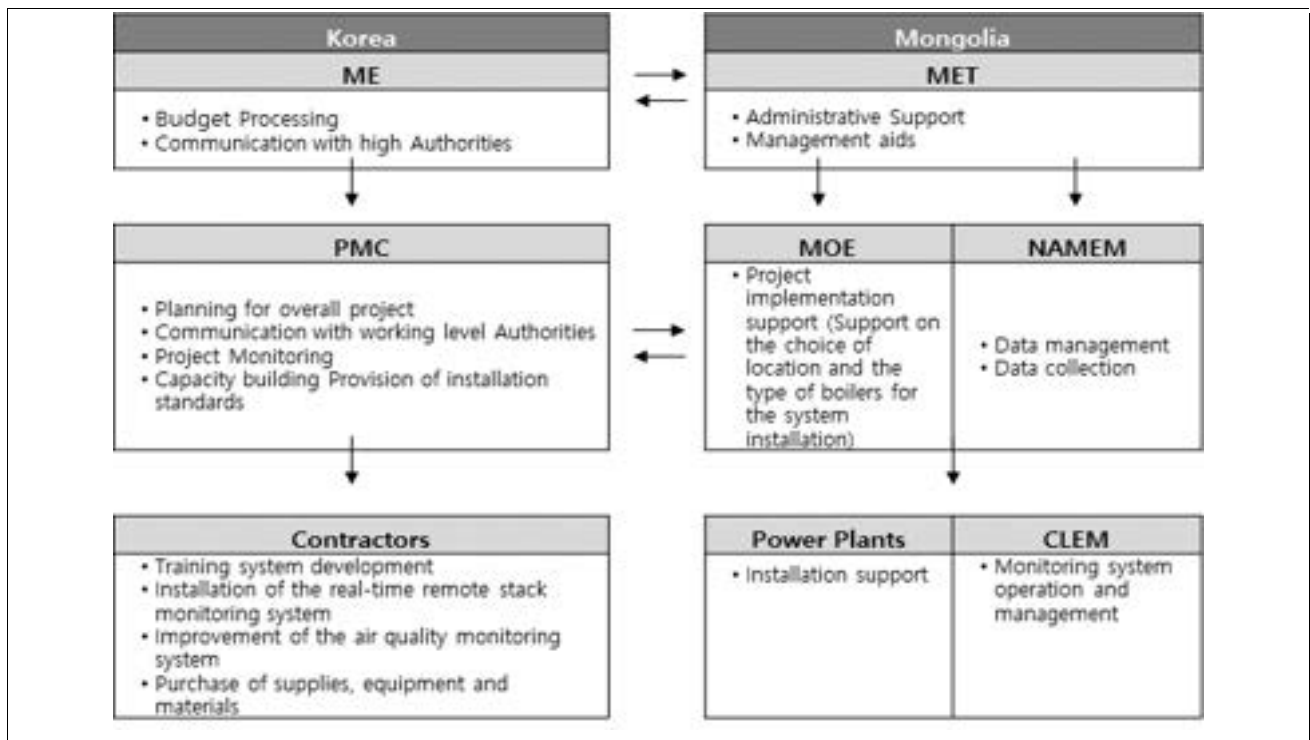 Korea
ME
• Budget Processing
• Communication with high Authorities
Mongolia
MET
• Administrative Support
• Management aids
PMC
• Planning for overall project
• Communication with working level Authorities
• Project Monitoring
• Capacity building Provision of installation
standards
MOE
• Project
implementation
support (Support on
the choice of
location and the
type of boilers for
the system
installation)
NAMEM
• Data management
• Data collection
Contractors
• Training system development
• Installation of the real-time remote stack
monitoring system
• Improvement of the air quality monitoring
system
• Purchase of supplies, equipment and
materials
Power Plants
• Installation support
CLEM
• Monitoring system
operation and
management